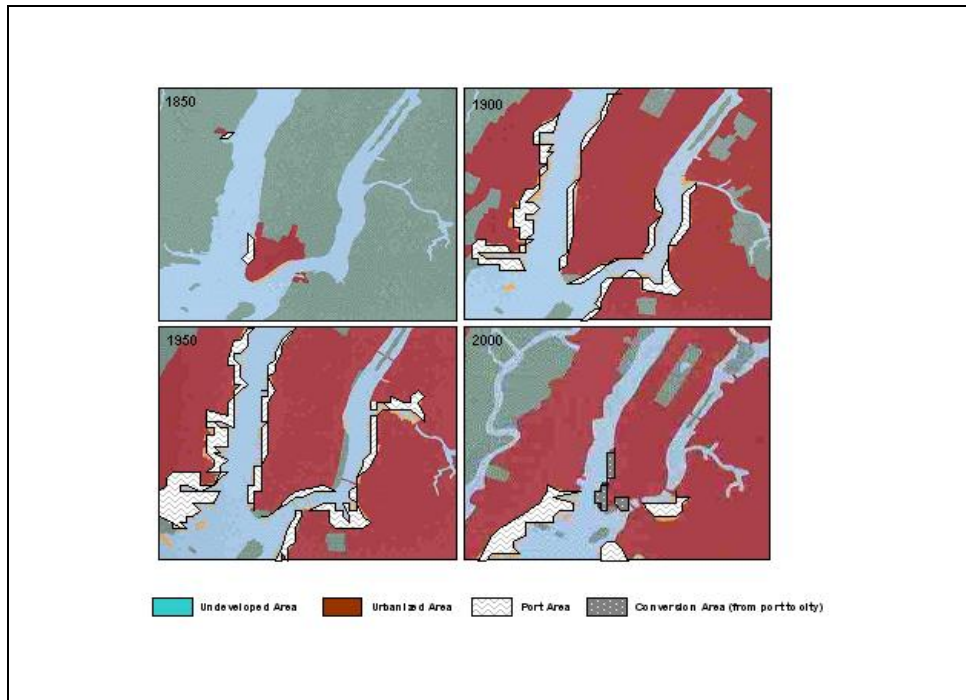 1850
1900
1950
2000
Undeveloped Area
Urbanized Area
Port Area
Conversion Area (from port to city)